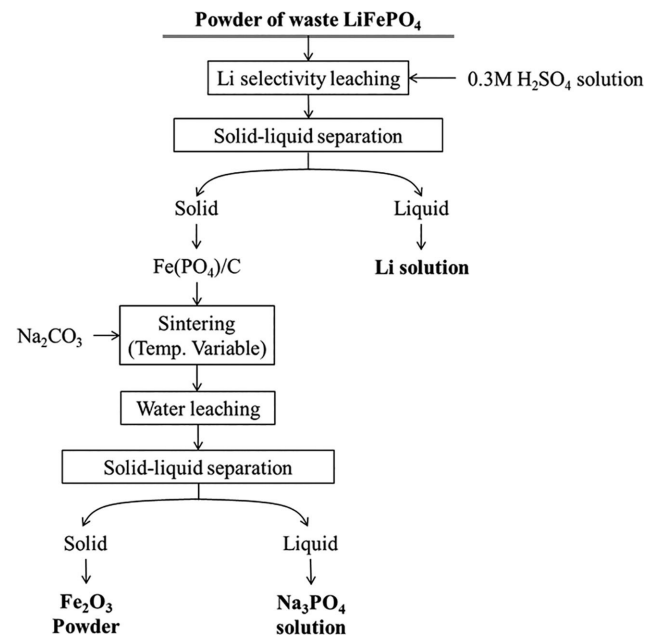 Powder of waste LiFePO₄
Li selectivity leaching
0.3M H₂SO₄ solution
Solid-liquid separation
Solid
Liquid
Fe(PO₄)/C
Li solution
Na₂CO₃
Sintering
(Temp. Variable)
Water leaching
Solid-liquid separation
Solid
Liquid
Fe₂O₃
Powder
Na₃PO₄
solution